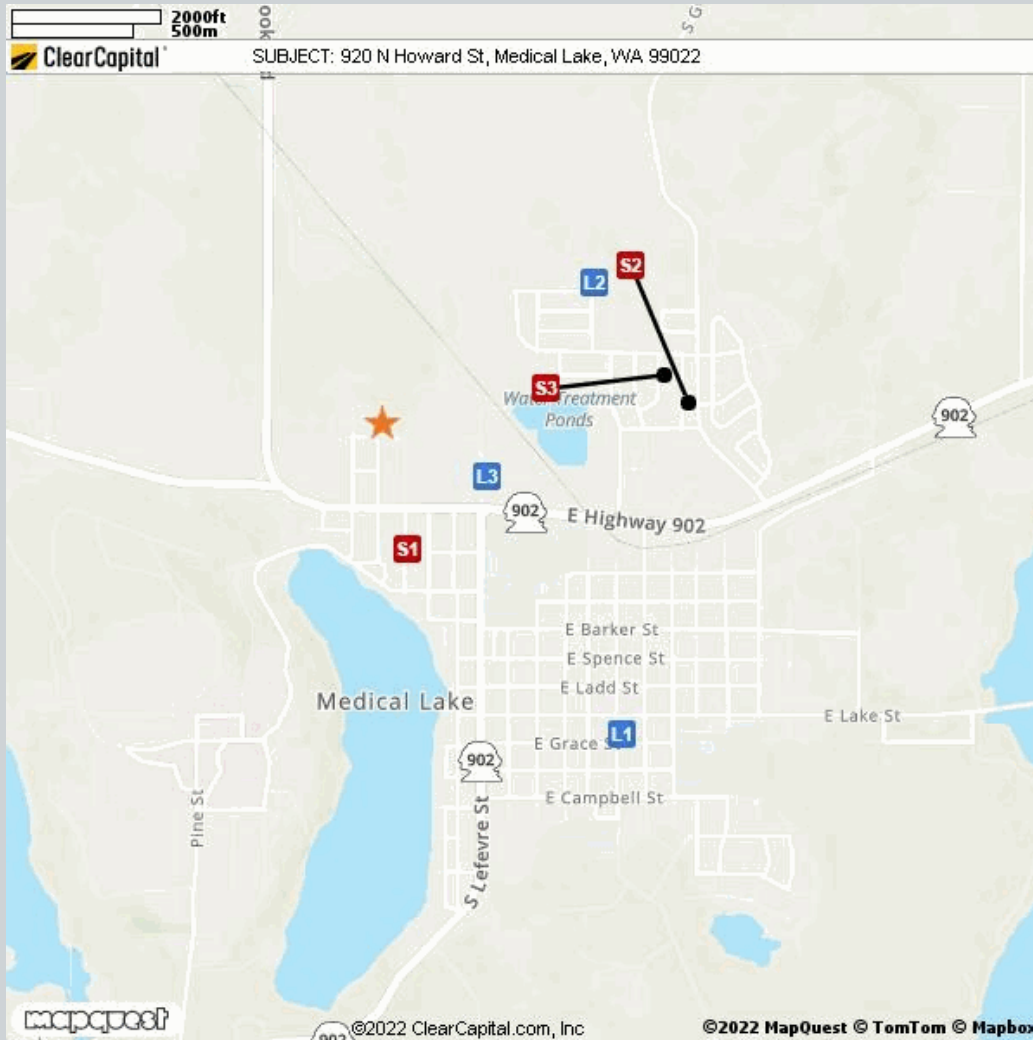 2000ft
500m
ClearCapital
SUBJECT: 920 N Howard St, Medical Lake, WA 99022
S G
S2
L2
S3
Water Treatment
Ponds
902
L3
902
E Highway 902
S1
E Barker St
E Spence St
E Ladd St
Medical Lake
E Lake St
L1
E Grace St
902
E Campbell St
Pine St
S Lefevre St
mapquest
©2022 ClearCapital.com, Inc
©2022 MapQuest © TomTom © Mapbox
902